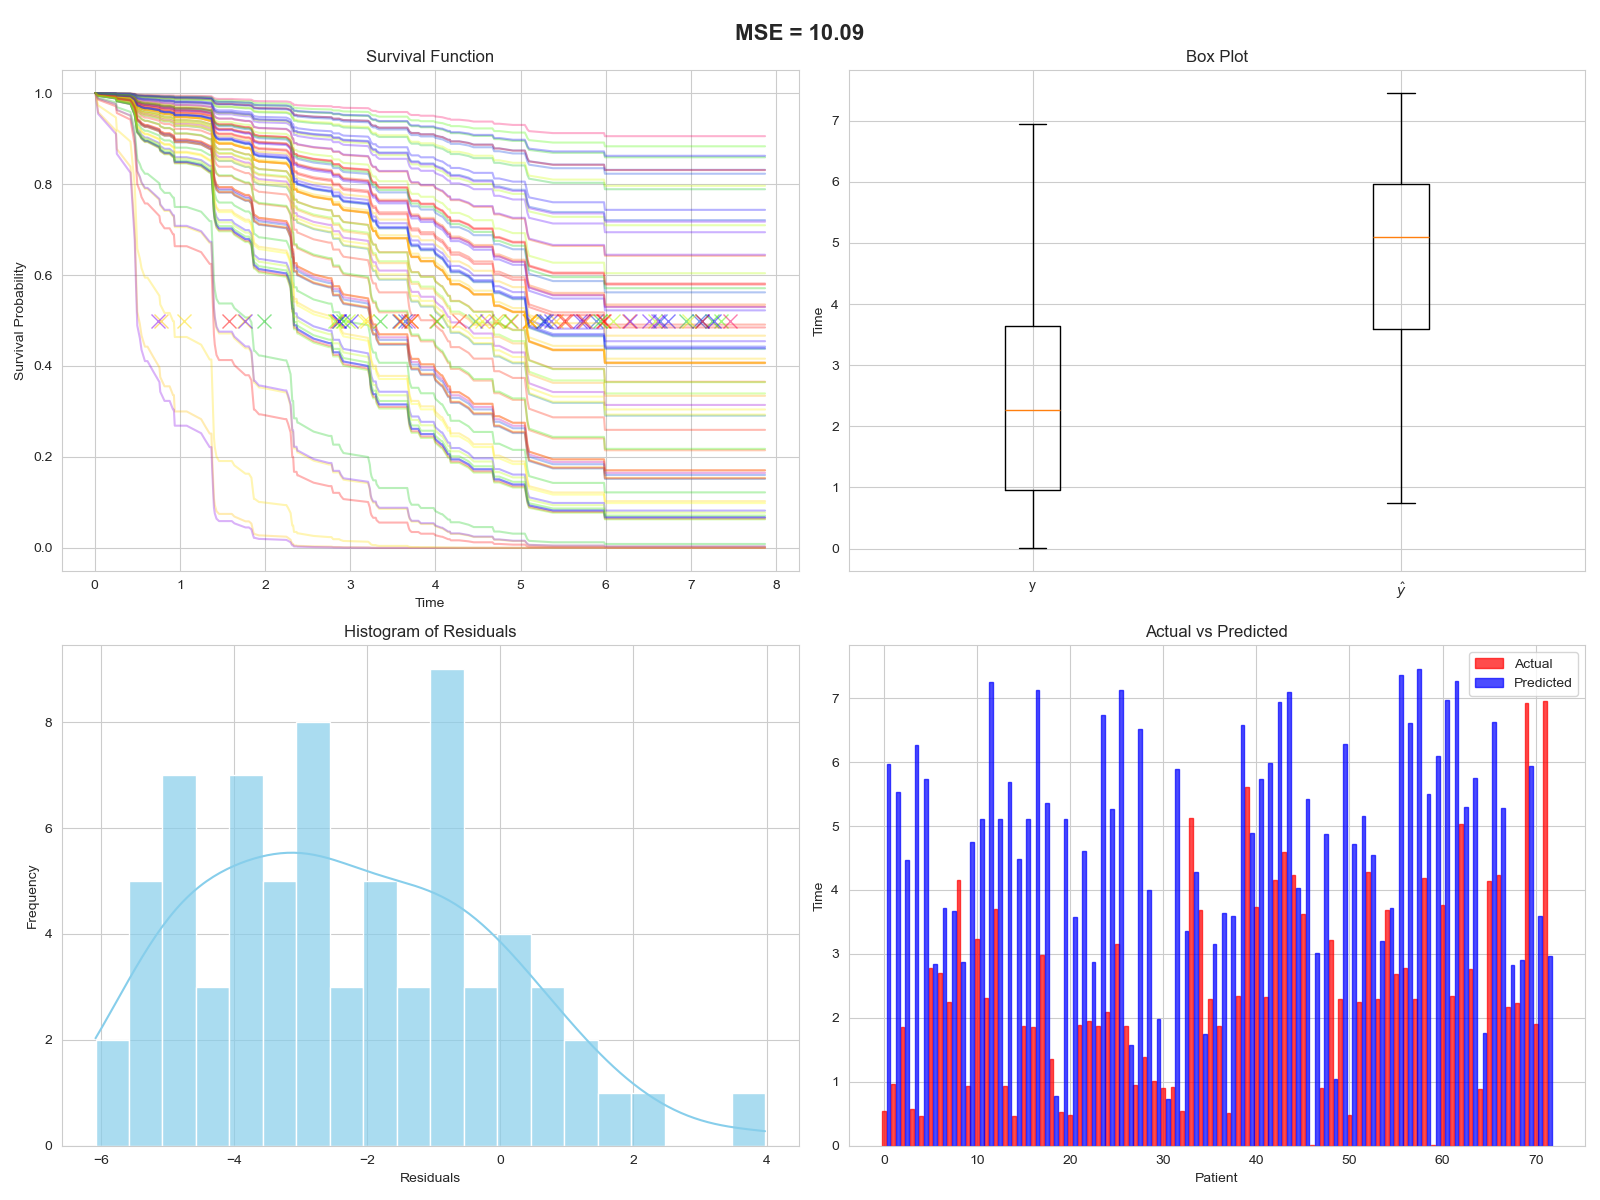 MSE = 10.09
Survival Function
Survival Probability
1.0
0.8
0.6
0.4
0.2
0.0
0 1 2 3 4 5 6 7 8
Time
Box Plot
Time
7
6
5
4
3
2
1
0
y ŷ
Histogram of Residuals
Frequency
8
6
4
2
0
−6 −4 −2 0 2 4
Residuals
Actual vs Predicted
Actual
Predicted
Time
7
6
5
4
3
2
1
0
0 10 20 30 40 50 60 70
Patient